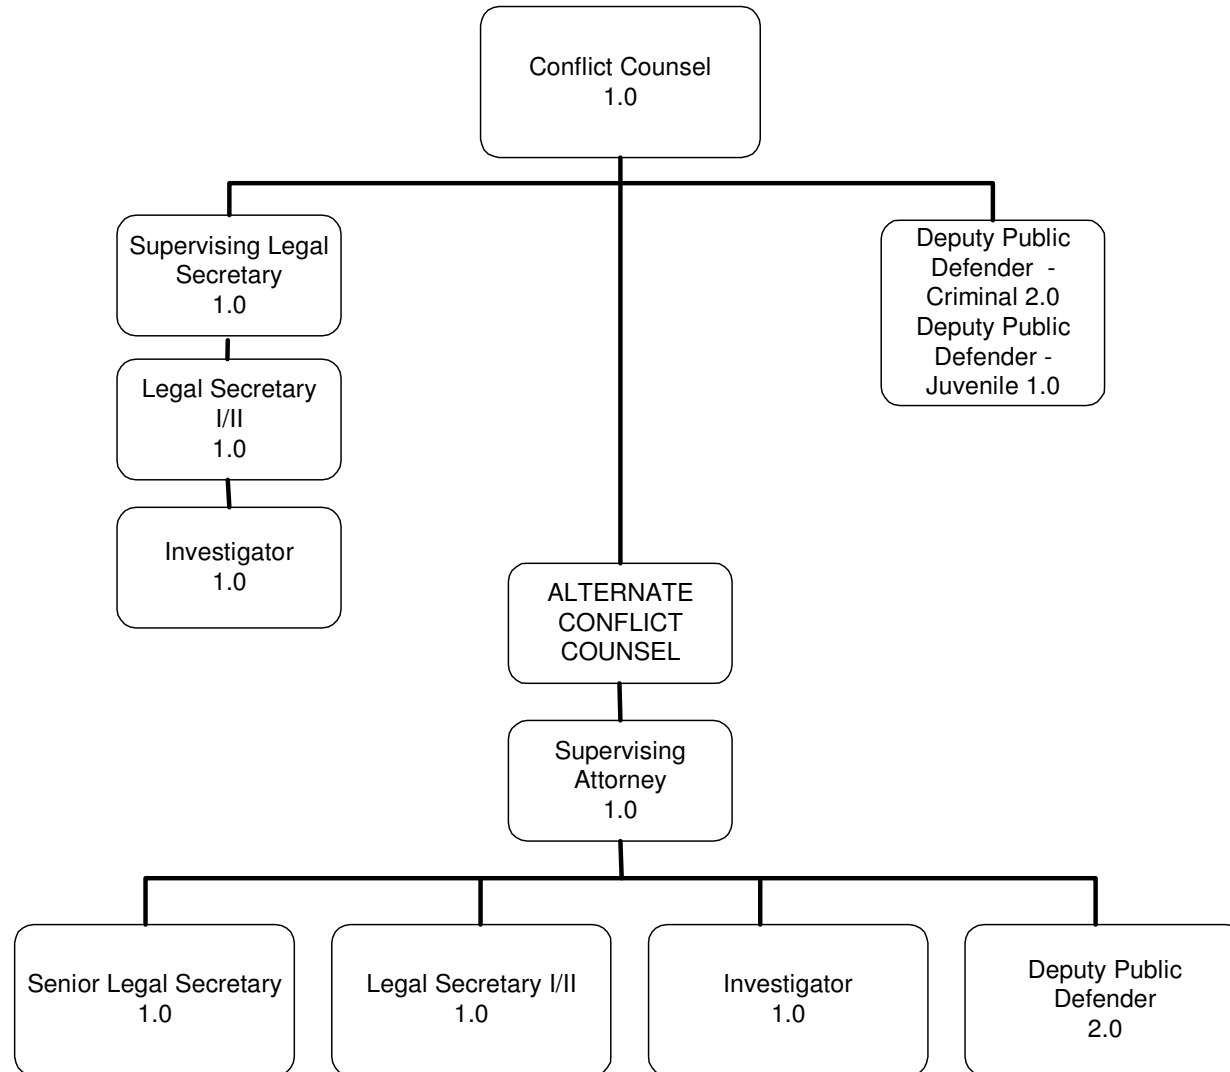 Conflict Counsel
1.0
Supervising Legal
Secretary
1.0
Legal Secretary
I/II
1.0
Investigator
1.0
Deputy Public
Defender -
Criminal 2.0
Deputy Public
Defender -
Juvenile 1.0
ALTERNATE
CONFLICT
COUNSEL
Supervising
Attorney
1.0
Senior Legal Secretary
1.0
Legal Secretary I/II
1.0
Investigator
1.0
Deputy Public
Defender
2.0